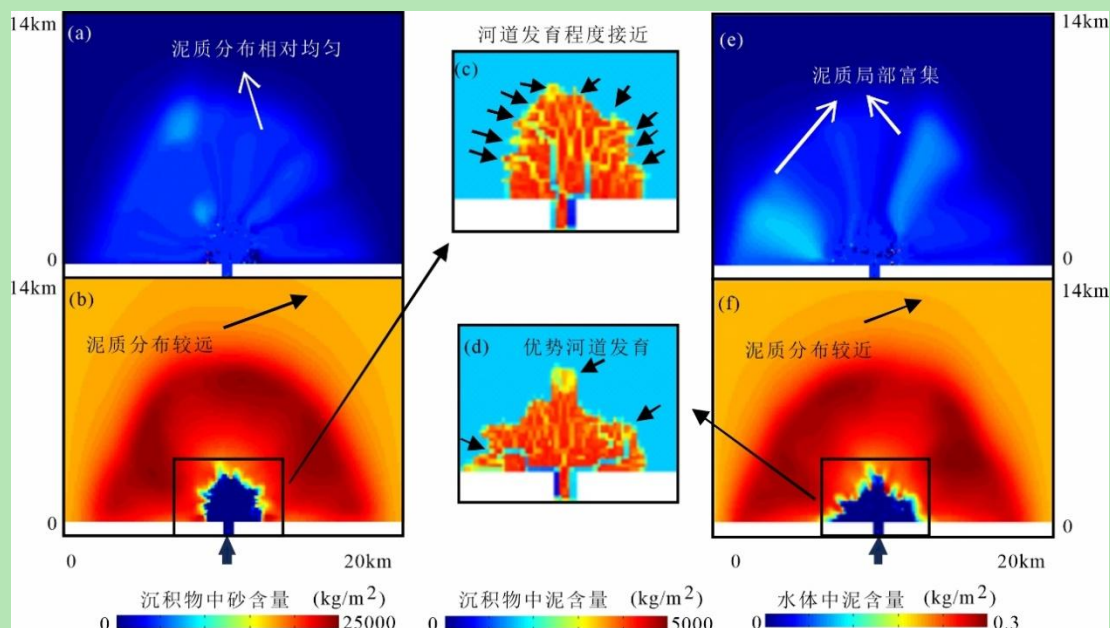 14km
(a)
泥质分布相对均匀
0
河道发育程度接近
(c)
(e)
14km
泥质局部富集
0
14km
(b)
泥质分布较远
0
(d)
优势河道发育
(f)
14km
泥质分布较近
0
0
20km
0
20km
沉积物中砂含量 (kg/m²)
0
25000
沉积物中泥含量 (kg/m²)
0
5000
水体中泥含量 (kg/m²)
0
0.3